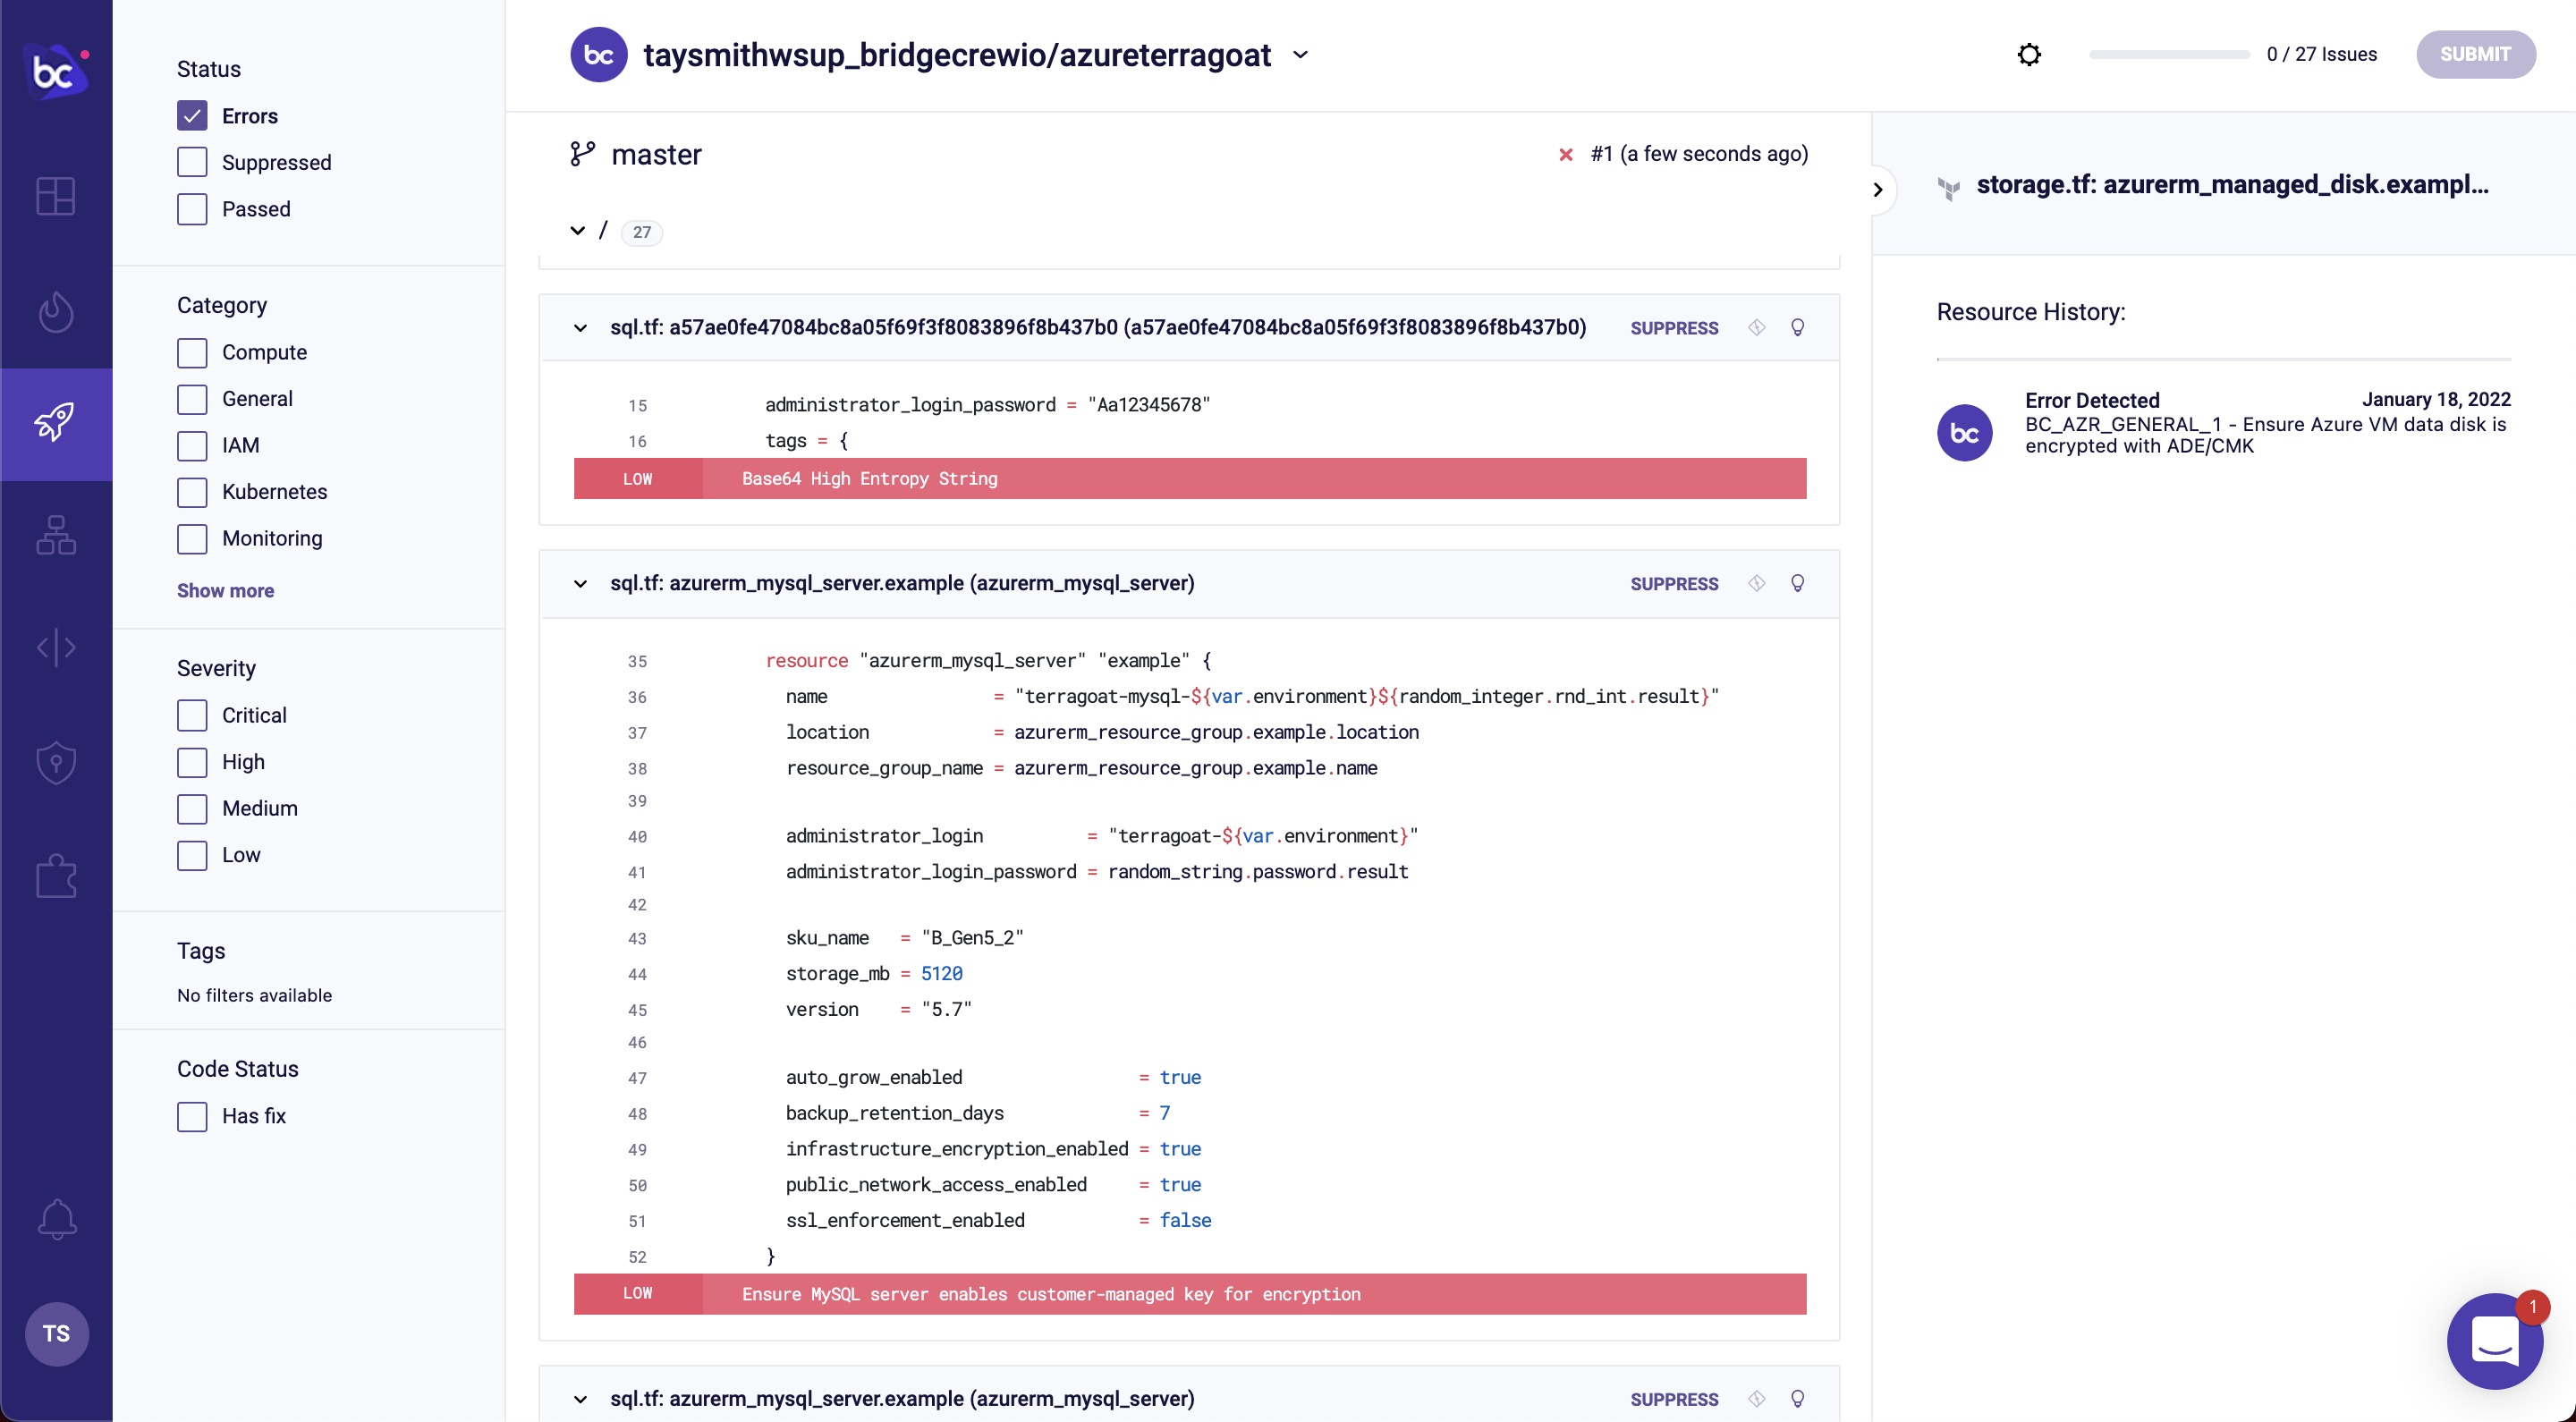 bc
TS
Status
Errors
Suppressed
Passed
Category
Compute
General
IAM
Kubernetes
Monitoring
Show more
Severity
Critical
High
Medium
Low
Tags
No filters available
Code Status
Has fix
bc taysmithwsup_bridgecrewio/azureterragoat
0 / 27 Issues
SUBMIT
master
#1 (a few seconds ago)
/ 27
sql.tf: a57ae0fe47084bc8a05f69f3f8083896f8b437b0 (a57ae0fe47084bc8a05f69f3f8083896f8b437b0) SUPPRESS
15 administrator_login_password = "Aa12345678"
16 tags = {
LOW Base64 High Entropy String
sql.tf: azurerm_mysql_server.example (azurerm_mysql_server) SUPPRESS
35 resource "azurerm_mysql_server" "example" {
36 name = "terragoat-mysql-${var.environment}${random_integer.rnd_int.result}"
37 location = azurerm_resource_group.example.location
38 resource_group_name = azurerm_resource_group.example.name
39
40 administrator_login = "terragoat-${var.environment}"
41 administrator_login_password = random_string.password.result
42
43 sku_name = "B_Gen5_2"
44 storage_mb = 5120
45 version = "5.7"
46
47 auto_grow_enabled = true
48 backup_retention_days = 7
49 infrastructure_encryption_enabled = true
50 public_network_access_enabled = true
51 ssl_enforcement_enabled = false
52 }
LOW Ensure MySQL server enables customer-managed key for encryption
sql.tf: azurerm_mysql_server.example (azurerm_mysql_server) SUPPRESS
storage.tf: azurerm_managed_disk.exampl...
Resource History:
bc
Error Detected January 18, 2022
BC_AZR_GENERAL_1 - Ensure Azure VM data disk is
encrypted with ADE/CMK
1